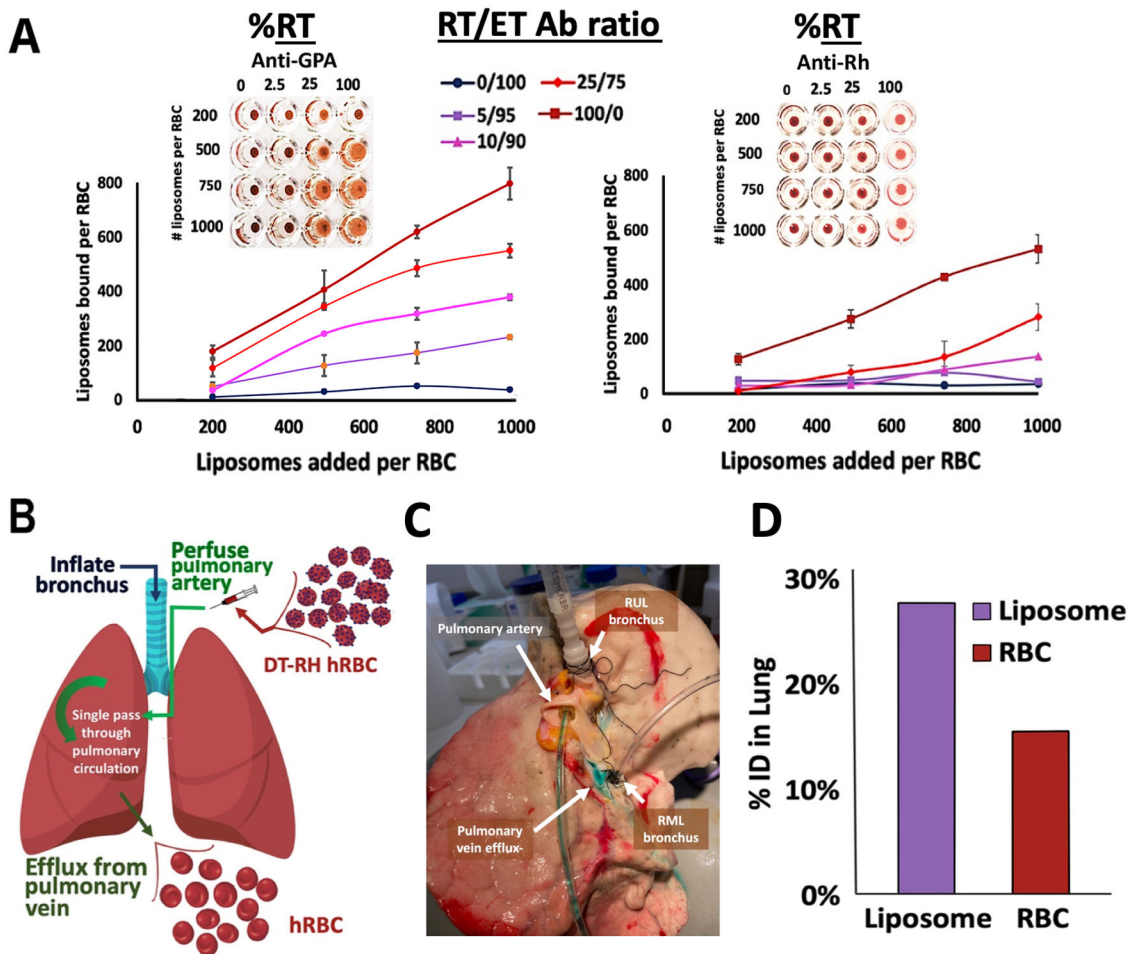 A
%RT
Anti-GPA
0 2.5 25 100
# liposomes per RBC
200
500
750
1000
RT/ET Ab ratio
0/100
25/75
5/95
100/0
10/90
%RT
Anti-Rh
0 2.5 25 100
# liposomes per RBC
200
500
750
1000
Liposomes bound per RBC
800
600
400
200
0
0 200 400 600 800 1000
Liposomes added per RBC
Liposomes bound per RBC
800
600
400
200
0
0 200 400 600 800 1000
Liposomes added per RBC
B
Inflate
bronchus
Perfuse
pulmonary
artery
DT-RH hRBC
Single pass
through
pulmonary
circulation
Efflux from
pulmonary
vein
hRBC
C
Pulmonary artery
RUL
bronchus
Pulmonary
vein efflux-
RML
bronchus
D
% ID in Lung
30%
20%
10%
0%
Liposome
RBC
Liposome RBC